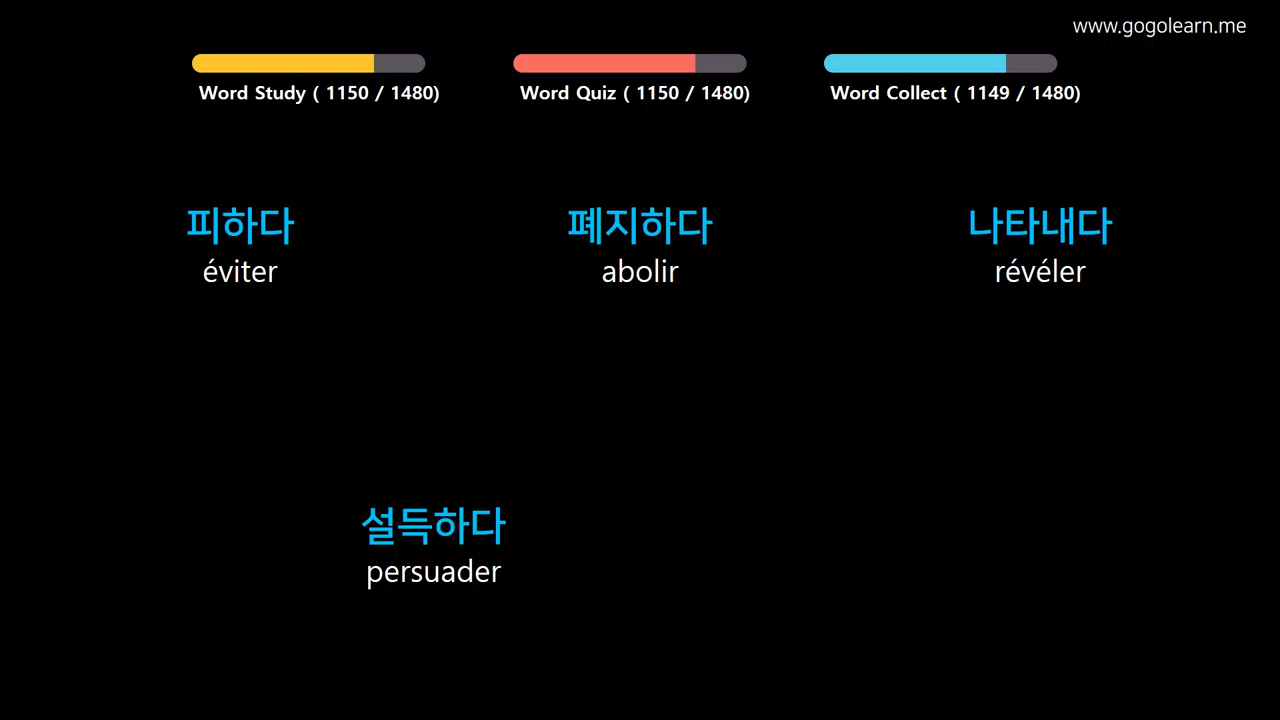 www.gogolearn.me
Word Study ( 1150 / 1480)
Word Quiz ( 1150 / 1480)
Word Collect ( 1149 / 1480)
피하다
éviter
폐지하다
abolir
나타내다
révéler
설득하다
persuader